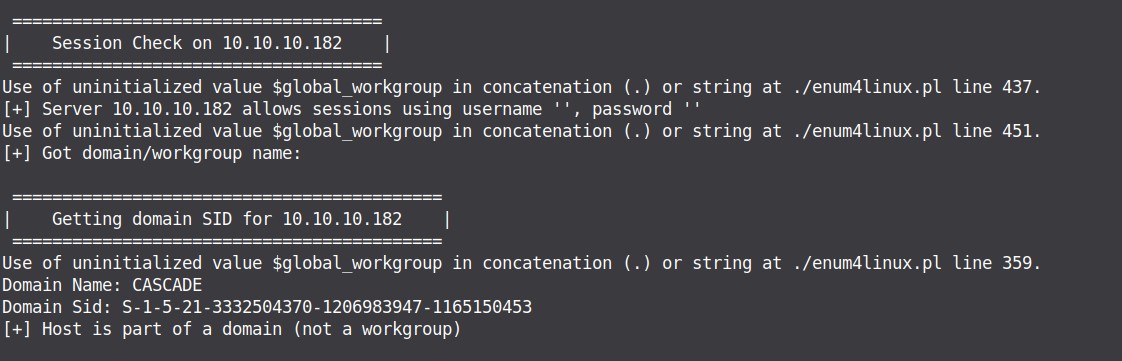 =====================================
|    Session Check on 10.10.10.182    |
=====================================
Use of uninitialized value $global_workgroup in concatenation (.) or string at ./enum4linux.pl line 437.
[+] Server 10.10.10.182 allows sessions using username '', password ''
Use of uninitialized value $global_workgroup in concatenation (.) or string at ./enum4linux.pl line 451.
[+] Got domain/workgroup name:
===========================================
|    Getting domain SID for 10.10.10.182    |
===========================================
Use of uninitialized value $global_workgroup in concatenation (.) or string at ./enum4linux.pl line 359.
Domain Name: CASCADE
Domain Sid: S-1-5-21-3332504370-1206983947-1165150453
[+] Host is part of a domain (not a workgroup)